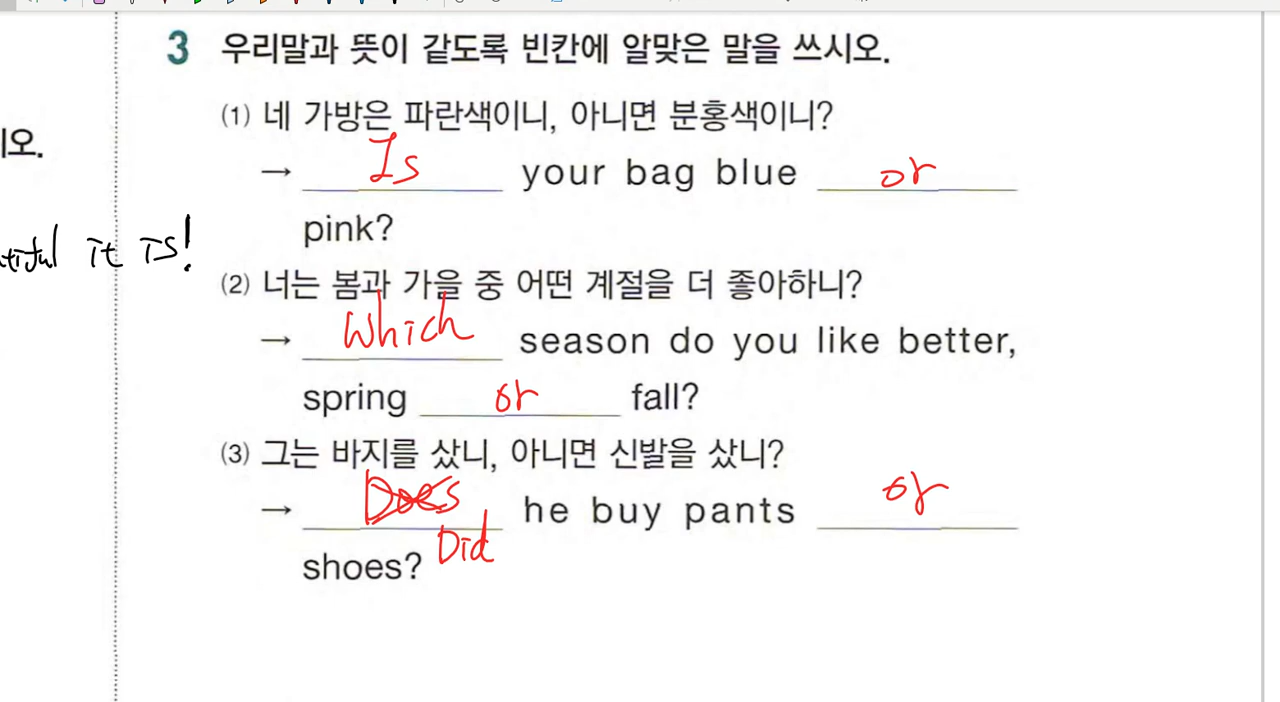 3 우리말과 뜻이 같도록 빈칸에 알맞은 말을 쓰시오.
(1) 네 가방은 파란색이니, 아니면 분홍색이니?
→ Is your bag blue or
pink?
(2) 너는 봄과 가을 중 어떤 계절을 더 좋아하니?
→ Which season do you like better,
spring or fall?
(3) 그는 바지를 샀니, 아니면 신발을 샀니?
→ Does he buy pants or
shoes? Did
오.
it is!